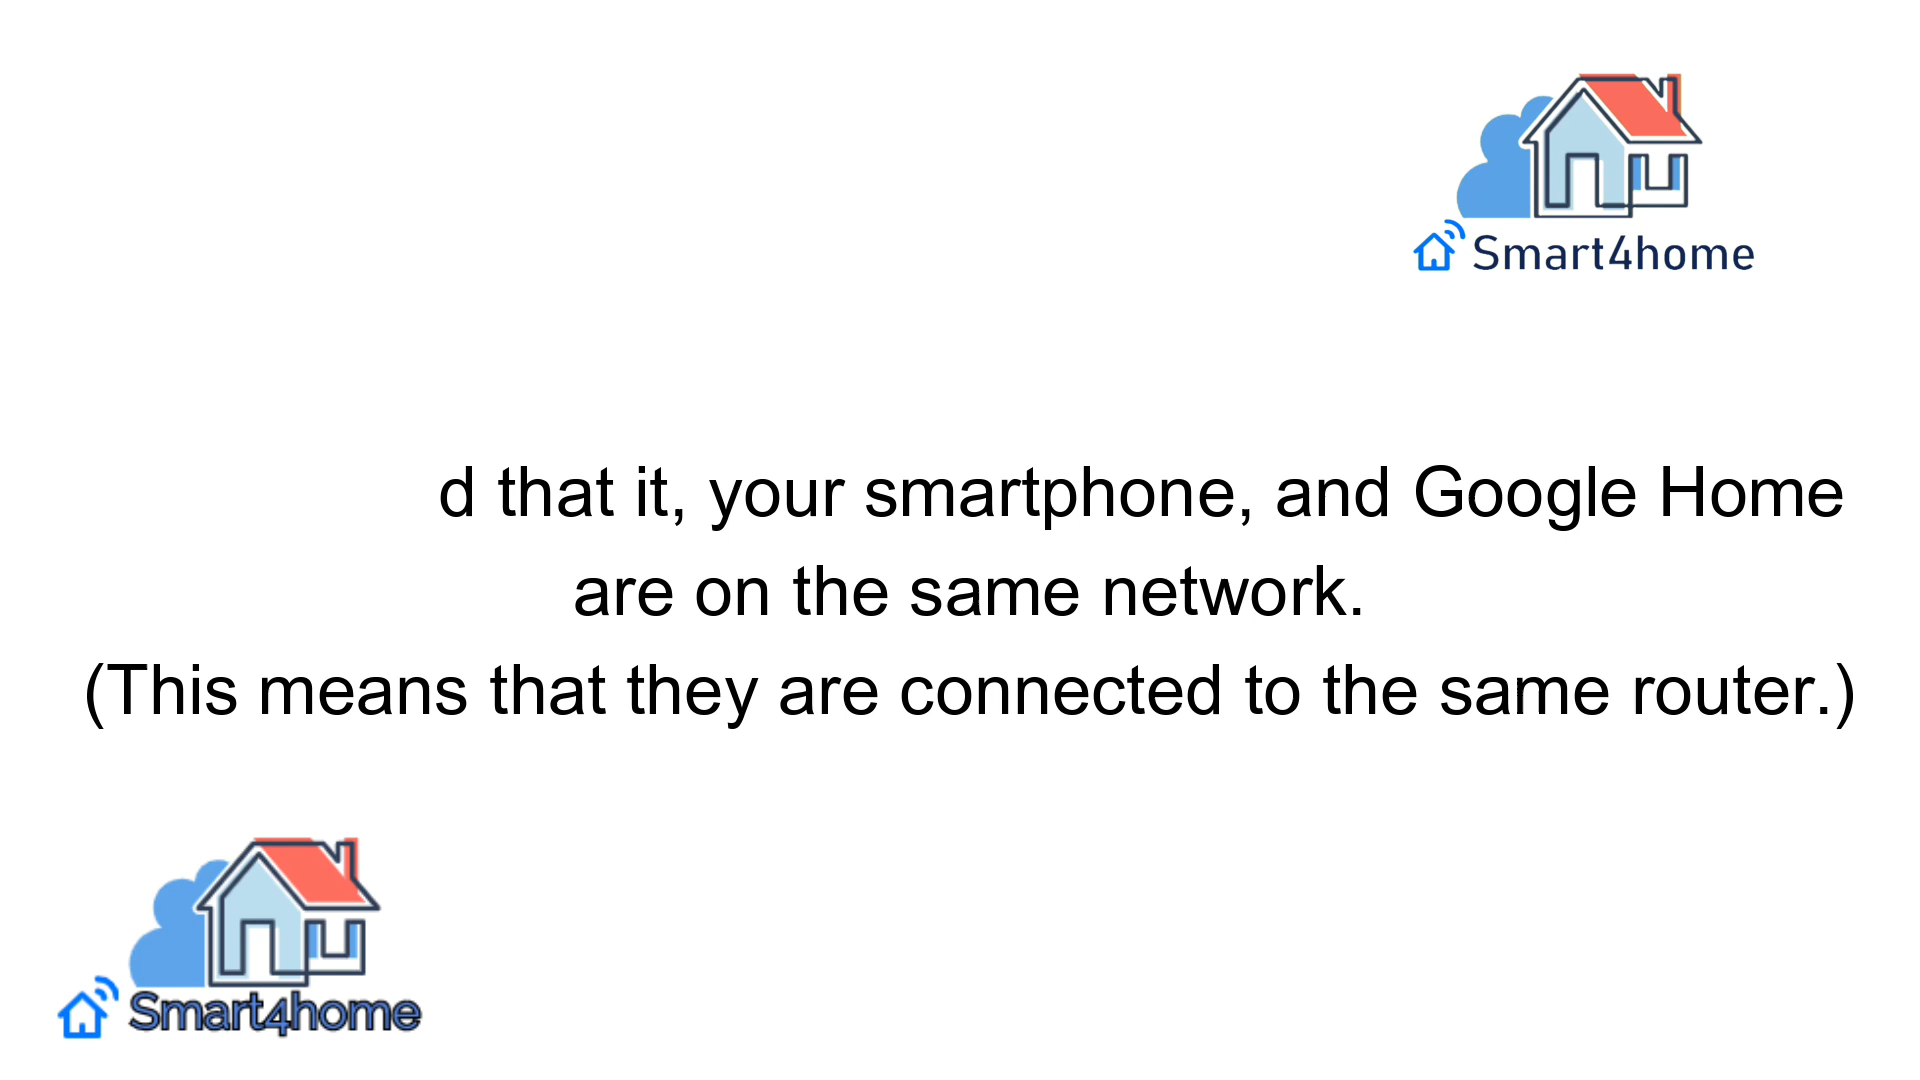 Smart4home
d that it, your smartphone, and Google Home
are on the same network.
(This means that they are connected to the same router.)
Smart4home